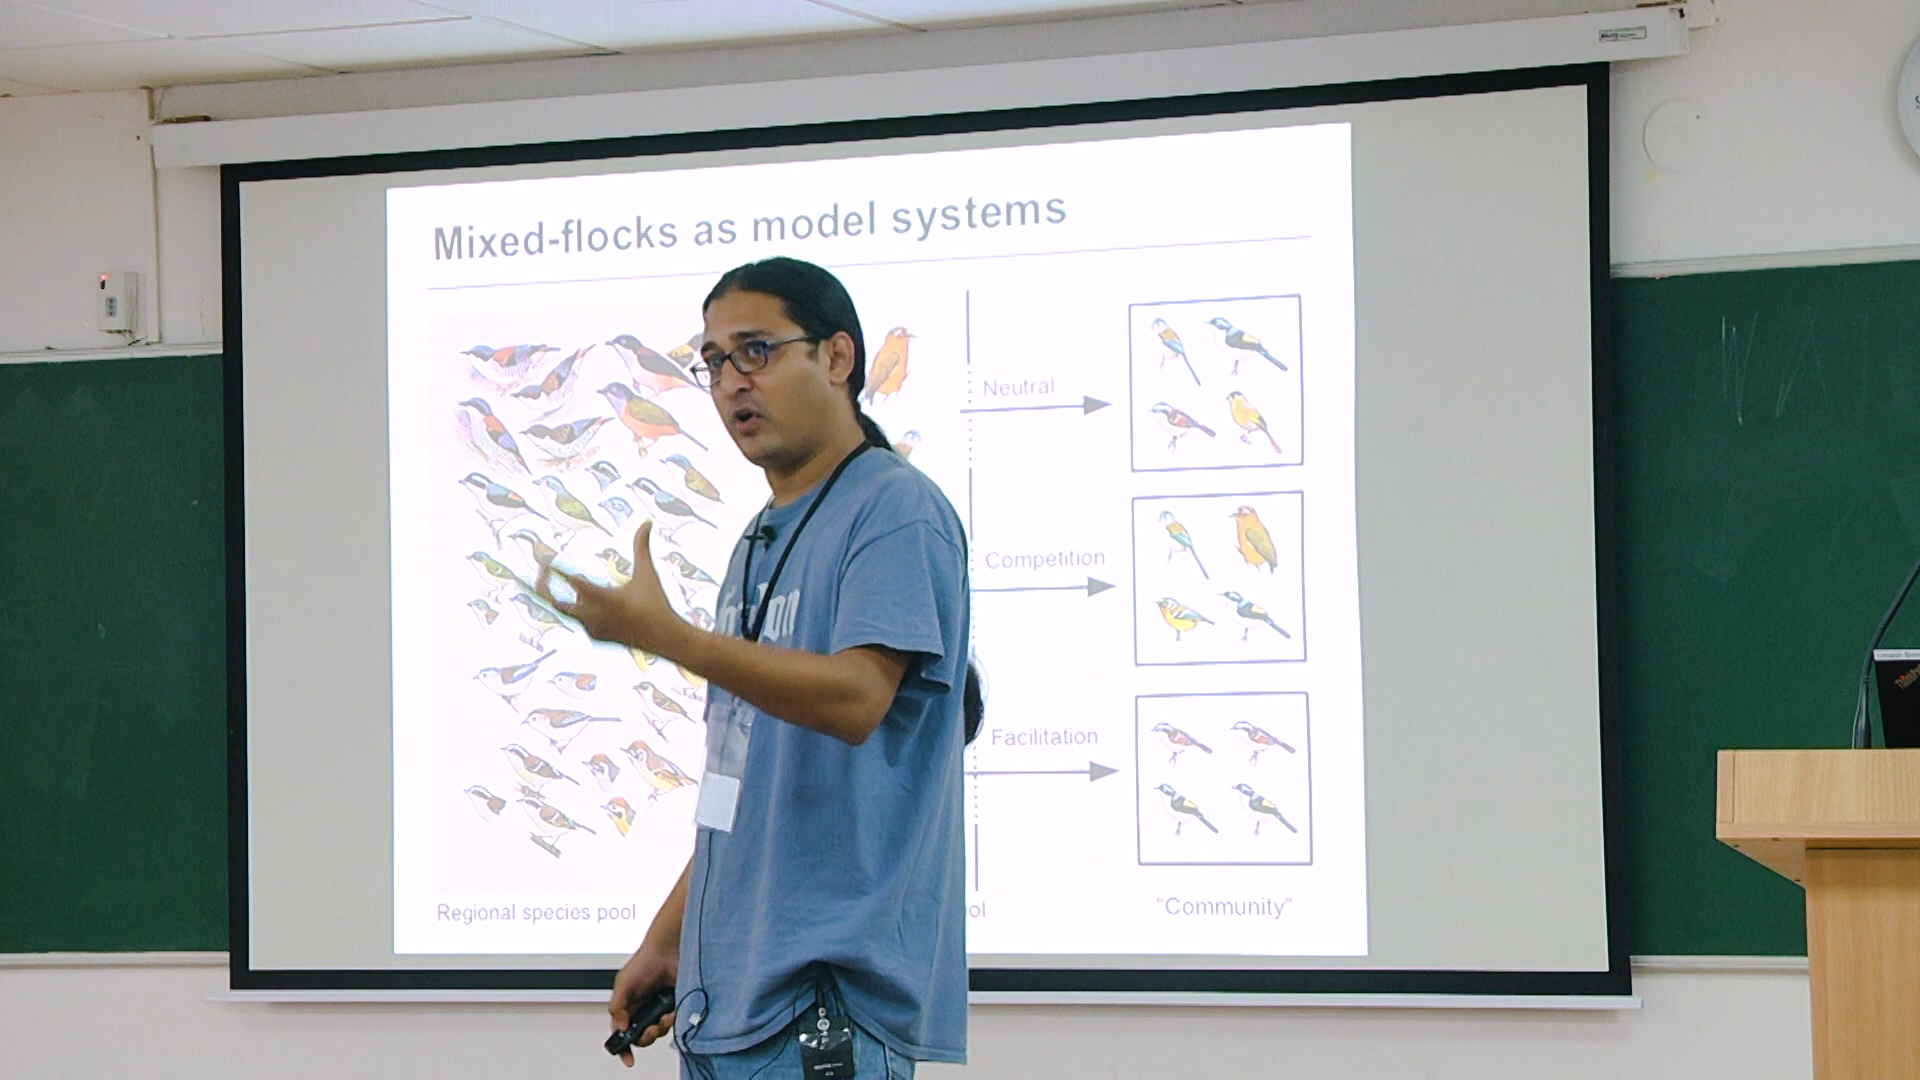 Mixed-flocks as model systems
Neutral
Competition
Facilitation
Regional species pool
ol
"Community"